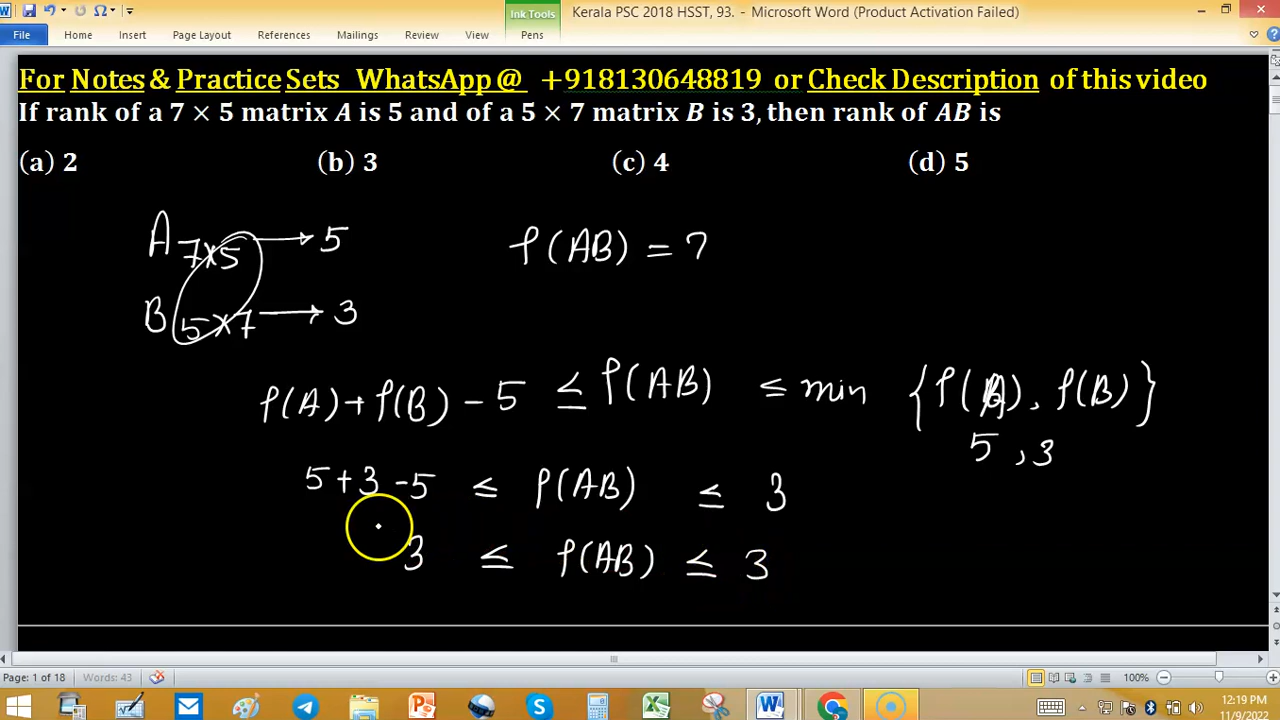 Ink Tools
Kerala PSC 2018 HSST, 93. - Microsoft Word (Product Activation Failed)
File Home Insert Page Layout References Mailings Review View Pens
For Notes & Practice Sets WhatsApp @ +918130648819 or Check Description of this video
If rank of a 7 × 5 matrix A is 5 and of a 5 × 7 matrix B is 3, then rank of AB is
(a) 2 (b) 3 (c) 4 (d) 5
A 7×5 → 5 ρ(AB) = ?
B 5×7 → 3
ρ(A) + ρ(B) - 5 ≤ ρ(AB) ≤ min {ρ(A), ρ(B)}
5 , 3
5 + 3 - 5 ≤ ρ(AB) ≤ 3
3 ≤ ρ(AB) ≤ 3
Page: 1 of 18 Words: 43 100%
12:19 PM
11/9/2022